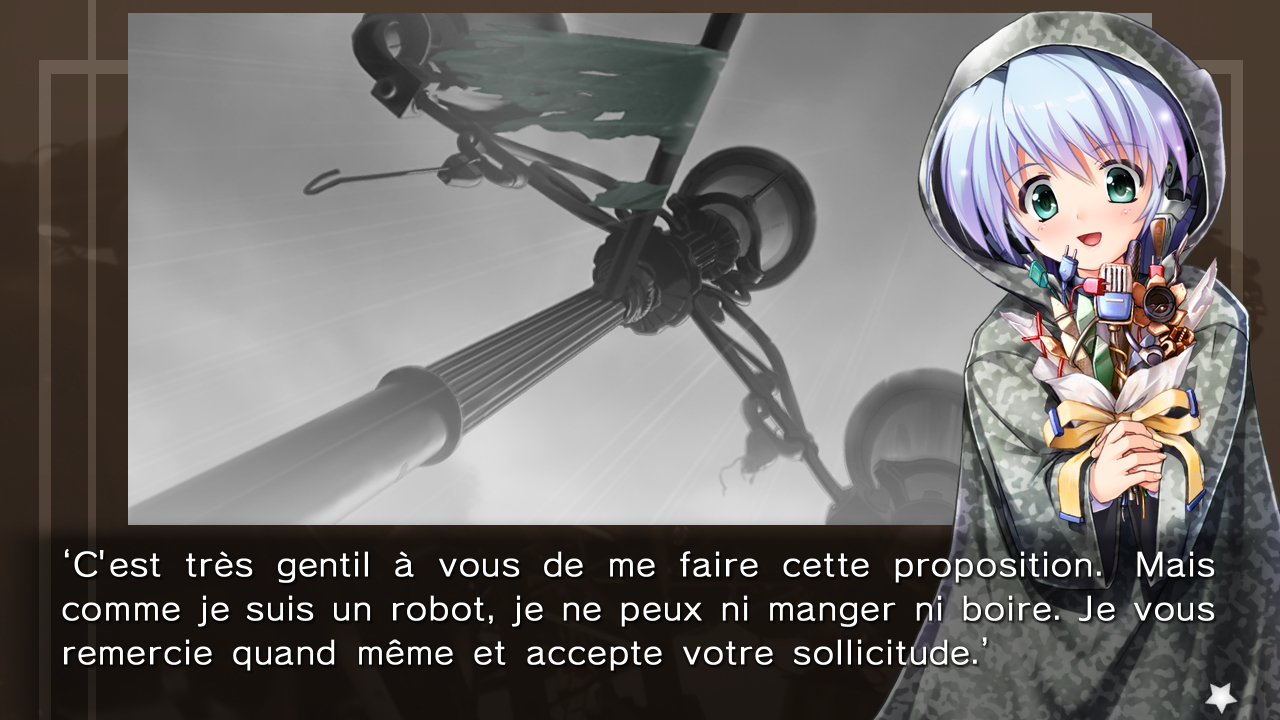 ‘C'est très gentil à vous de me faire cette proposition. Mais
comme je suis un robot, je ne peux ni manger ni boire. Je vous
remercie quand même et accepte votre sollicitude.’